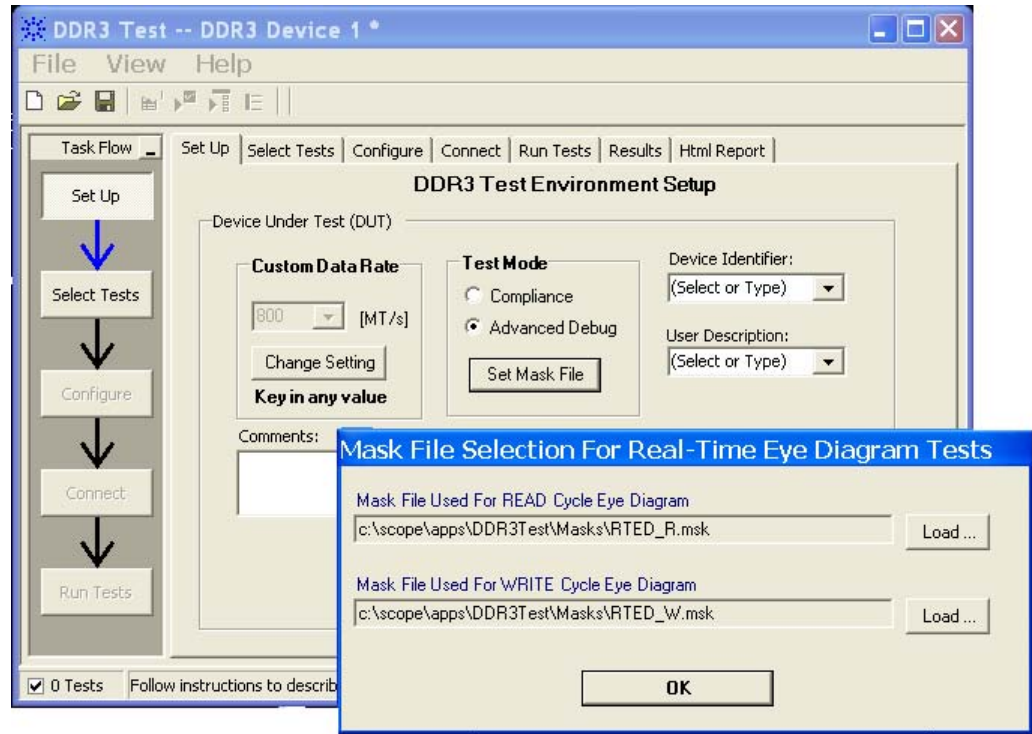 DDR3 Test -- DDR3 Device 1 *
File View Help
Task Flow _
Set Up
Select Tests
Configure
Connect
Run Tests
Set Up Select Tests Configure Connect Run Tests Results Html Report
DDR3 Test Environment Setup
Device Under Test (DUT)
Custom Data Rate
800 [MT/s]
Change Setting
Key in any value
Test Mode
Compliance
Advanced Debug
Set Mask File
Device Identifier:
(Select or Type)
User Description:
(Select or Type)
Comments:
0 Tests Follow instructions to describ
Mask File Selection For Real-Time Eye Diagram Tests
Mask File Used For READ Cycle Eye Diagram
c:\scope\apps\DDR3Test\Masks\RTED_R.msk Load ...
Mask File Used For WRITE Cycle Eye Diagram
c:\scope\apps\DDR3Test\Masks\RTED_W.msk Load ...
OK